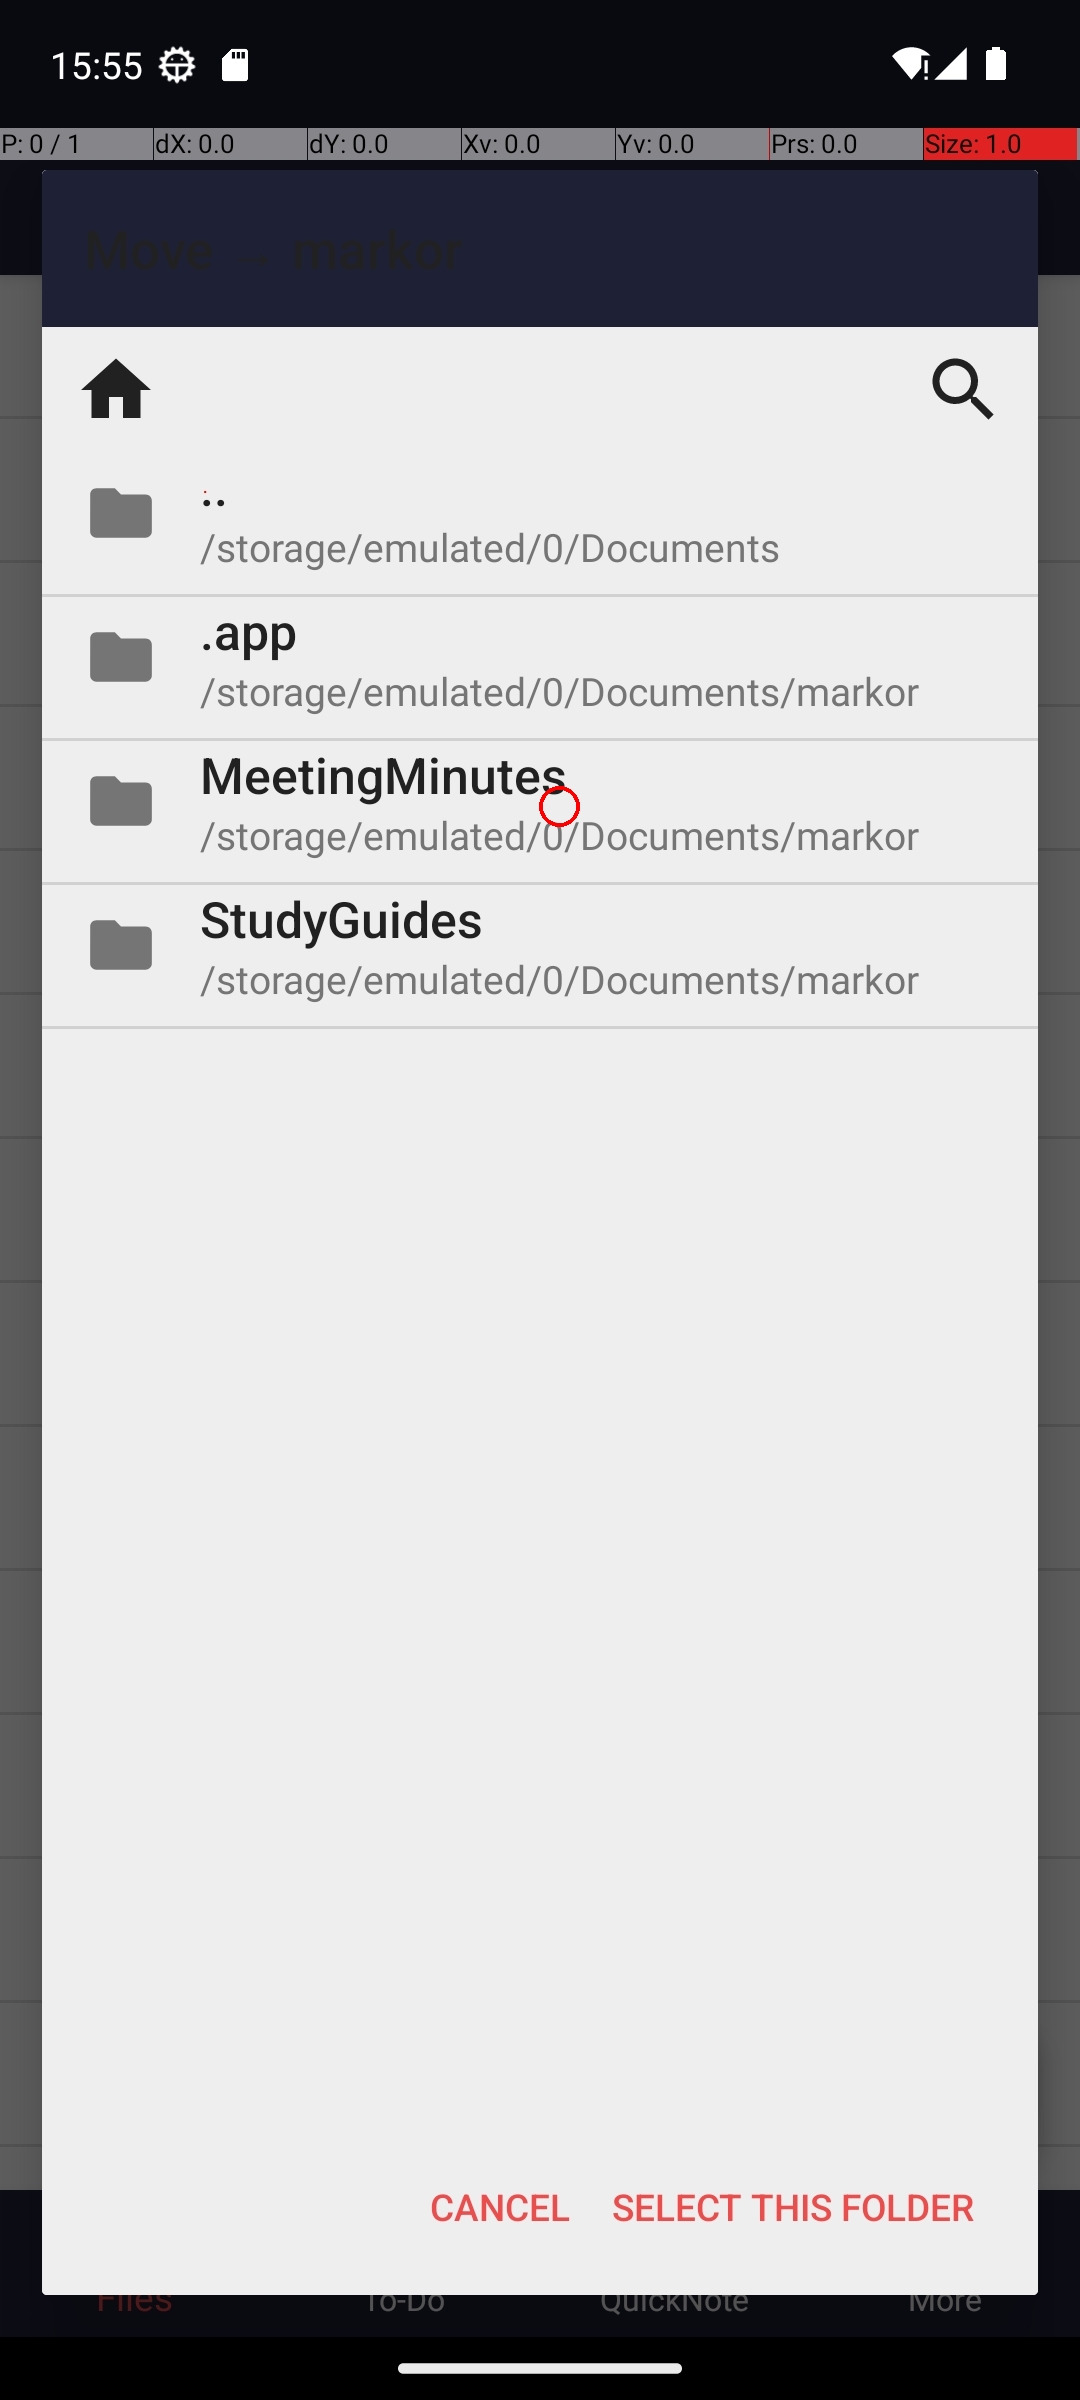 15:55
P: 0 / 1 dX: 0.0 dY: 0.0 Xv: 0.0 Yv: 0.0 Prs: 0.0 Size: 1.0
Move → markor
..
/storage/emulated/0/Documents
.app
/storage/emulated/0/Documents/markor
MeetingMinutes
/storage/emulated/0/Documents/markor
StudyGuides
/storage/emulated/0/Documents/markor
CANCEL SELECT THIS FOLDER
Files To-Do QuickNote More